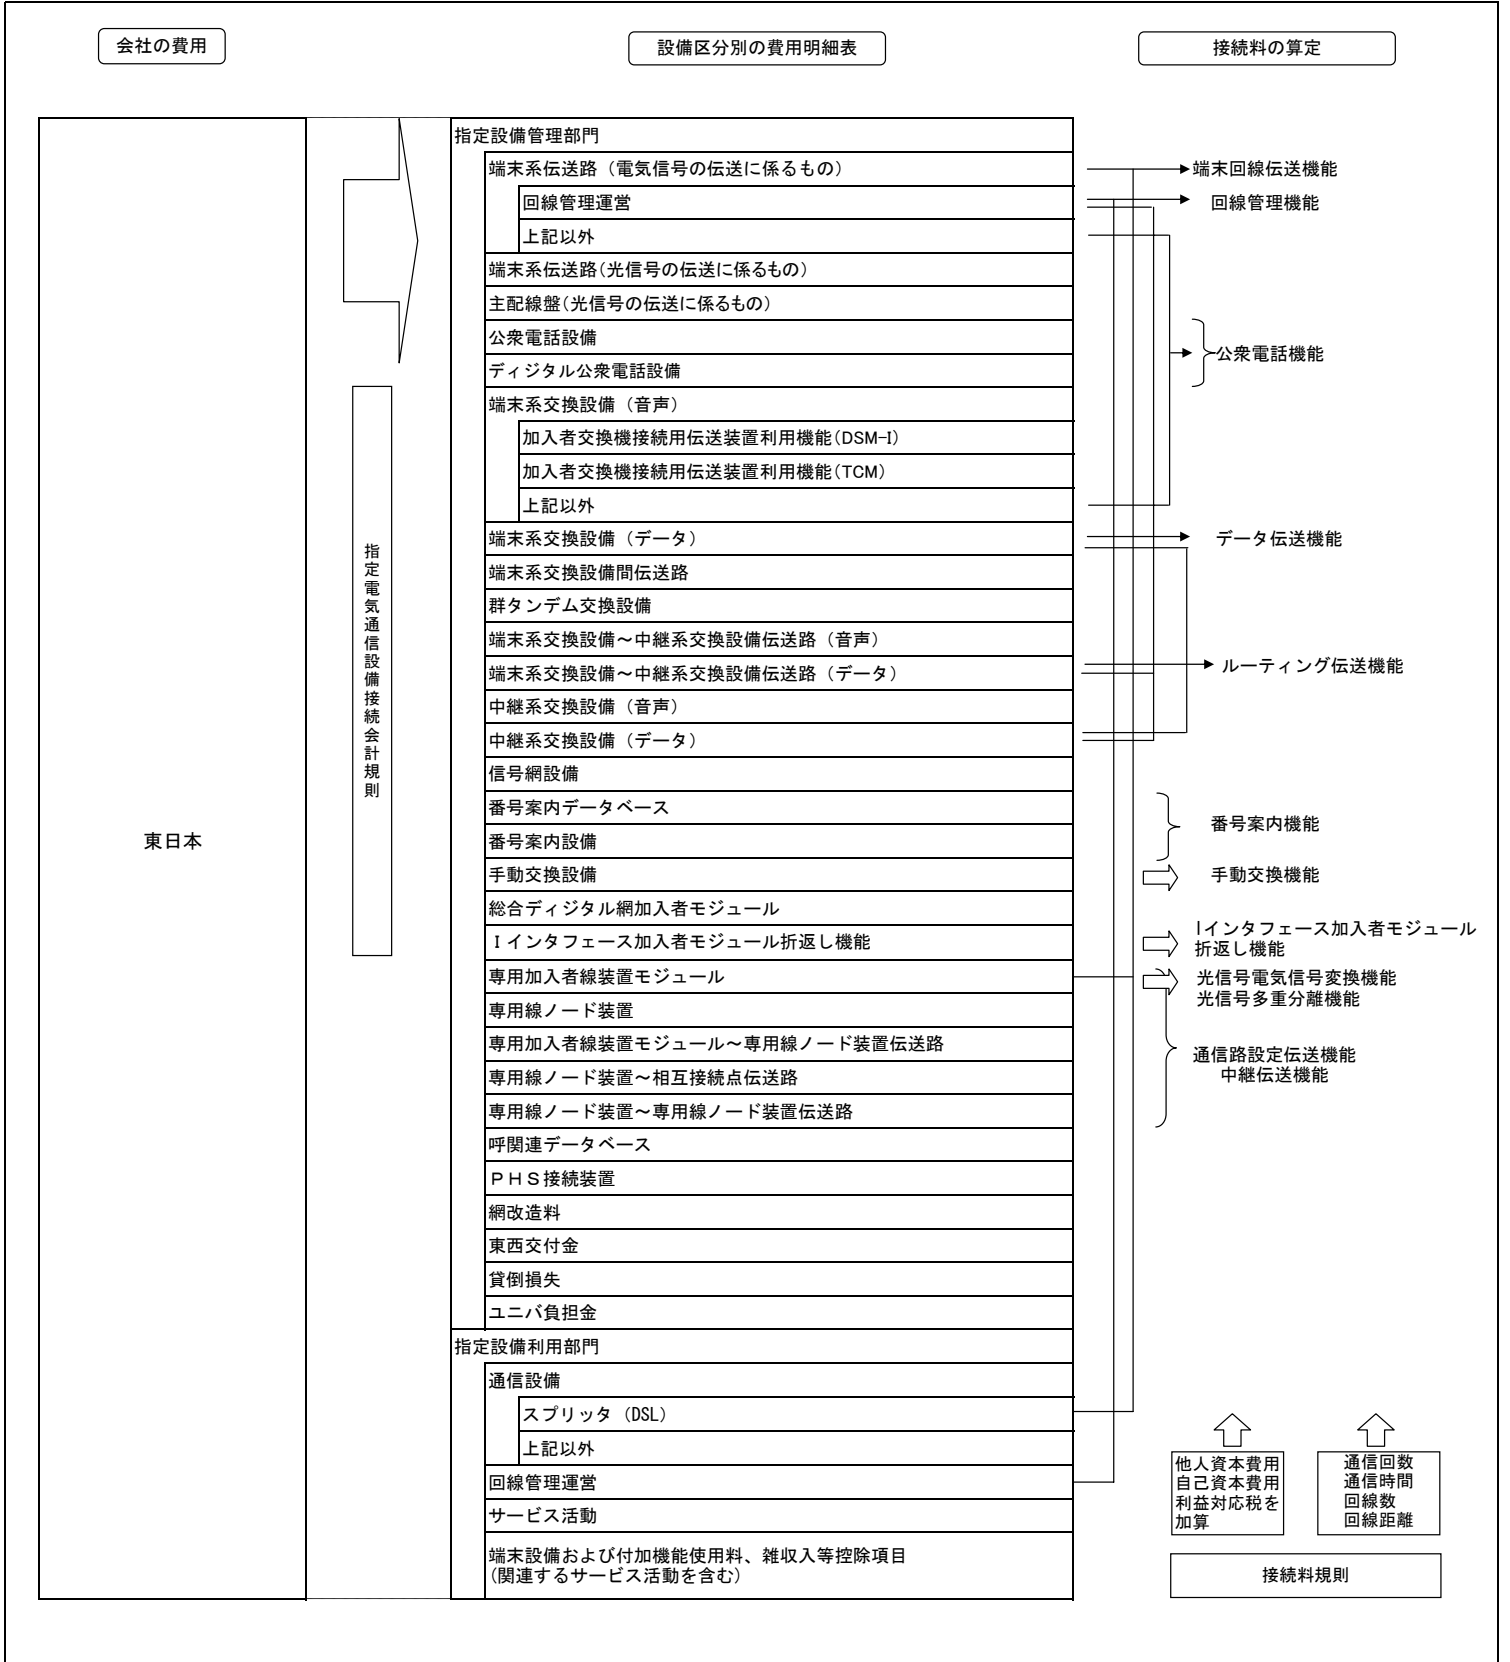 会社の費用
設備区分別の費用明細表
接続料の算定
東日本
指定電気通信設備接続会計規則
指定設備管理部門
端末系伝送路（電気信号の伝送に係るもの）
回線管理運営
上記以外
端末系伝送路(光信号の伝送に係るもの)
主配線盤(光信号の伝送に係るもの)
公衆電話設備
ディジタル公衆電話設備
端末系交換設備（音声）
加入者交換機接続用伝送装置利用機能(DSM-I)
加入者交換機接続用伝送装置利用機能(TCM)
上記以外
端末系交換設備（データ）
端末系交換設備間伝送路
群タンデム交換設備
端末系交換設備～中継系交換設備伝送路（音声）
端末系交換設備～中継系交換設備伝送路（データ）
中継系交換設備（音声）
中継系交換設備（データ）
信号網設備
番号案内データベース
番号案内設備
手動交換設備
総合ディジタル網加入者モジュール
Ｉインタフェース加入者モジュール折返し機能
専用加入者線装置モジュール
専用線ノード装置
専用加入者線装置モジュール～専用線ノード装置伝送路
専用線ノード装置～相互接続点伝送路
専用線ノード装置～専用線ノード装置伝送路
呼関連データベース
ＰＨＳ接続装置
網改造料
東西交付金
貸倒損失
ユニバ負担金
指定設備利用部門
通信設備
スプリッタ（DSL）
上記以外
回線管理運営
サービス活動
端末設備および付加機能使用料、雑収入等控除項目
(関連するサービス活動を含む)
端末回線伝送機能
回線管理機能
公衆電話機能
データ伝送機能
ルーティング伝送機能
番号案内機能
手動交換機能
Iインタフェース加入者モジュール
折返し機能
光信号電気信号変換機能
光信号多重分離機能
通信路設定伝送機能
中継伝送機能
他人資本費用
自己資本費用
利益対応税を
加算
通信回数
通信時間
回線数
回線距離
接続料規則